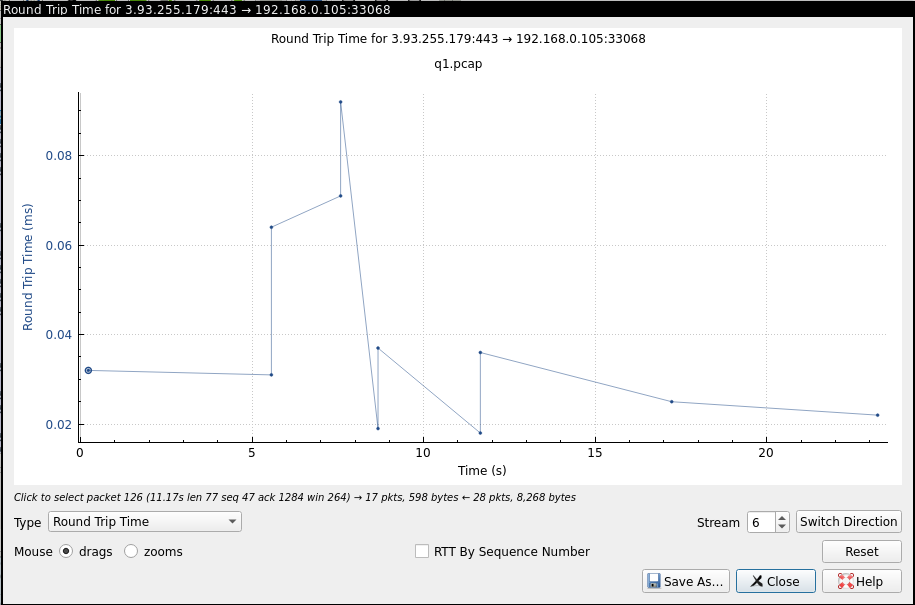 Round Trip Time for 3.93.255.179:443 → 192.168.0.105:33068
Round Trip Time for 3.93.255.179:443 → 192.168.0.105:33068
q1.pcap
Round Trip Time (ms)
0.08
0.06
0.04
0.02
0 5 10 15 20
Time (s)
Click to select packet 126 (11.17s len 77 seq 47 ack 1284 win 264) → 17 pkts, 598 bytes ← 28 pkts, 8,268 bytes
Type Round Trip Time Stream 6 Switch Direction
Mouse drags zooms RTT By Sequence Number Reset
Save As... Close Help